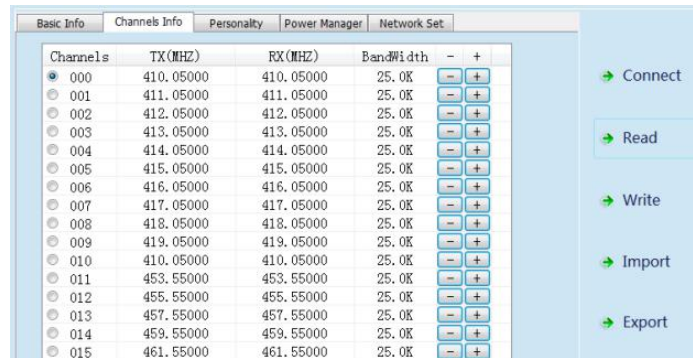 Basic Info Channels Info Personality Power Manager Network Set
Channels TX(MHZ) RX(MHZ) BandWidth - +
000 410.05000 410.05000 25.0K - +
001 411.05000 411.05000 25.0K - +
002 412.05000 412.05000 25.0K - +
003 413.05000 413.05000 25.0K - +
004 414.05000 414.05000 25.0K - +
005 415.05000 415.05000 25.0K - +
006 416.05000 416.05000 25.0K - +
007 417.05000 417.05000 25.0K - +
008 418.05000 418.05000 25.0K - +
009 419.05000 419.05000 25.0K - +
010 410.05000 410.05000 25.0K - +
011 453.55000 453.55000 25.0K - +
012 455.55000 455.55000 25.0K - +
013 457.55000 457.55000 25.0K - +
014 459.55000 459.55000 25.0K - +
015 461.55000 461.55000 25.0K - +
Connect
Read
Write
Import
Export